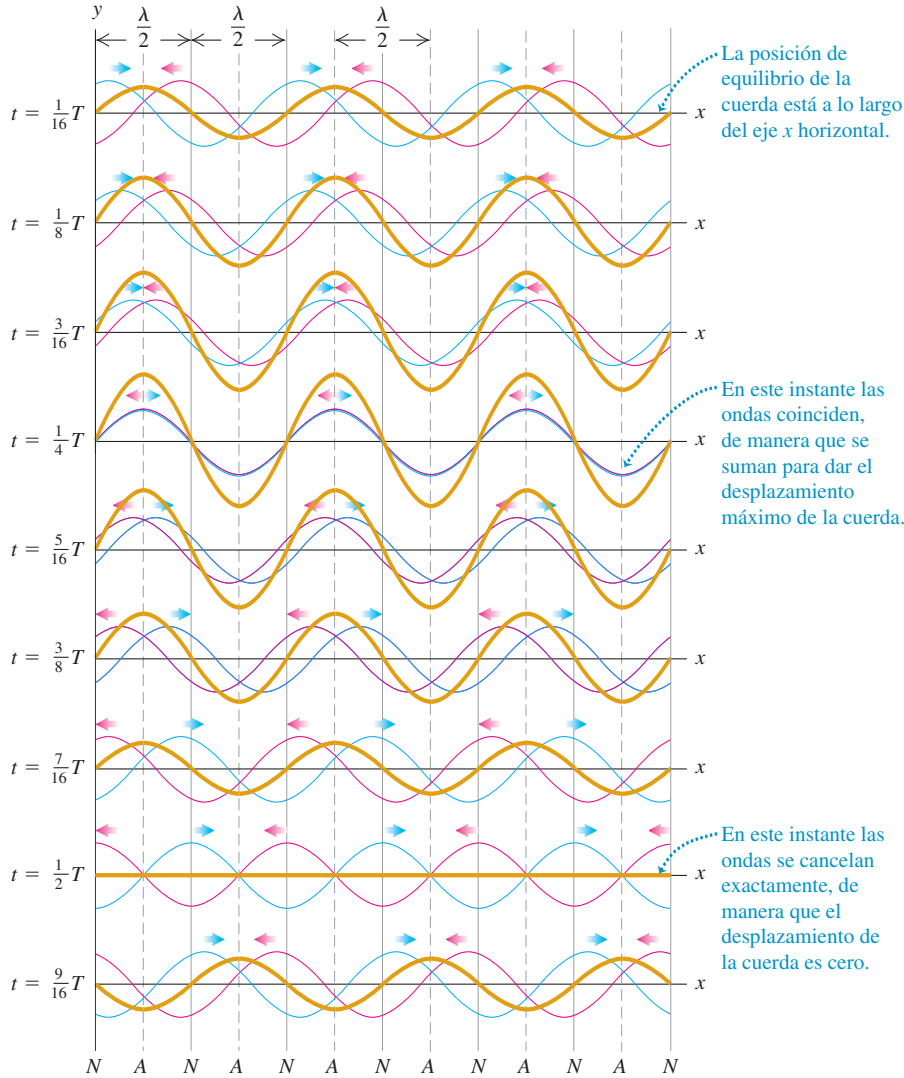 y
λ/2 λ/2 λ/2
t = 1/16 T
x
La posición de
equilibrio de la
cuerda está a lo largo
del eje x horizontal.
t = 1/8 T
x
t = 3/16 T
x
t = 1/4 T
x
En este instante las
ondas coinciden,
de manera que se
suman para dar el
desplazamiento
máximo de la cuerda.
t = 5/16 T
x
t = 3/8 T
x
t = 7/16 T
x
t = 1/2 T
x
En este instante las
ondas se cancelan
exactamente, de
manera que el
desplazamiento de
la cuerda es cero.
t = 9/16 T
x
N A N A N A N A N A N A N